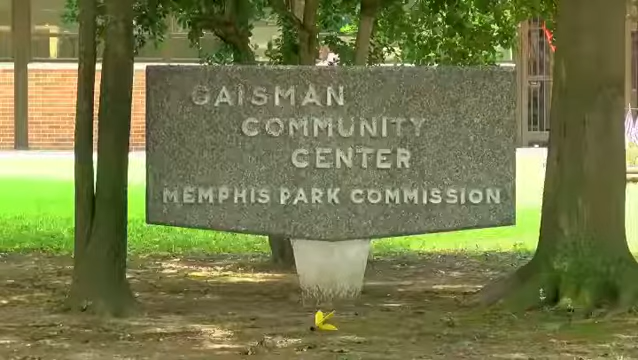 GAISMAN
COMMUNITY
CENTER
MEMPHIS PARK COMMISSION